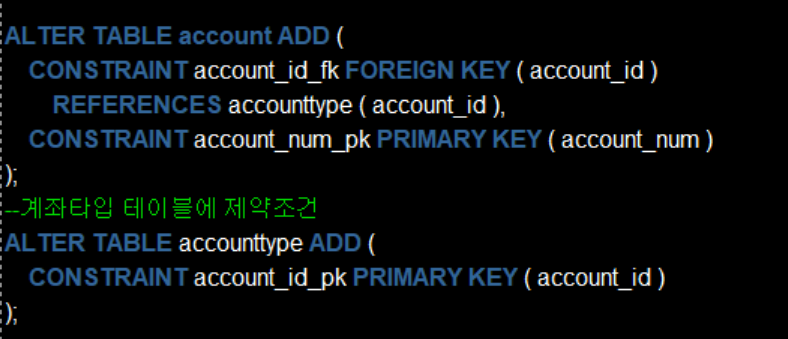 ALTER TABLE account ADD (
CONSTRAINT account_id_fk FOREIGN KEY ( account_id )
REFERENCES accounttype ( account_id ),
CONSTRAINT account_num_pk PRIMARY KEY ( account_num )
);
--계좌타입 테이블에 제약조건
ALTER TABLE accounttype ADD (
CONSTRAINT account_id_pk PRIMARY KEY ( account_id )
);